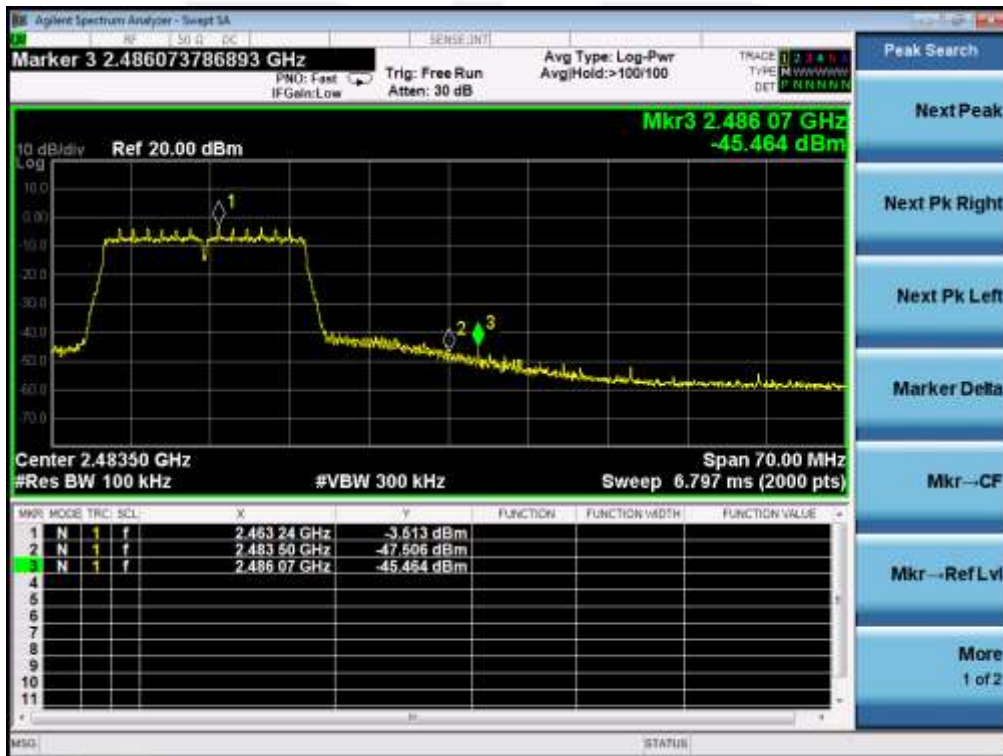 Agilent Spectrum Analyzer - Swept SA
RF 50 Ω DC SENSE:INT
Marker 3 2.486073786893 GHz
PNO: Fast
IFGain:Low
Trig: Free Run
Atten: 30 dB
Avg Type: Log-Pwr
Avg|Hold:>100/100
TRACE 1 2 3 4 5 6
TYPE M WWWWW
DET P N N N N N
Mkr3 2.486 07 GHz
-45.464 dBm
10 dB/div Ref 20.00 dBm
Log
10.0
0.00
-10.0
-20.0
-30.0
-40.0
-50.0
-60.0
-70.0
1
2
3
Center 2.48350 GHz Span 70.00 MHz
#Res BW 100 kHz #VBW 300 kHz Sweep 6.797 ms (2000 pts)
MKR MODE TRC SCL X Y FUNCTION FUNCTION WIDTH FUNCTION VALUE
1 N 1 f 2.463 24 GHz -3.513 dBm
2 N 1 f 2.483 50 GHz -47.506 dBm
3 N 1 f 2.486 07 GHz -45.464 dBm
4
5
6
7
8
9
10
11
MSG STATUS
Peak Search
Next Peak
Next Pk Right
Next Pk Left
Marker Delta
Mkr→CF
Mkr→Ref Lvl
More
1 of 2